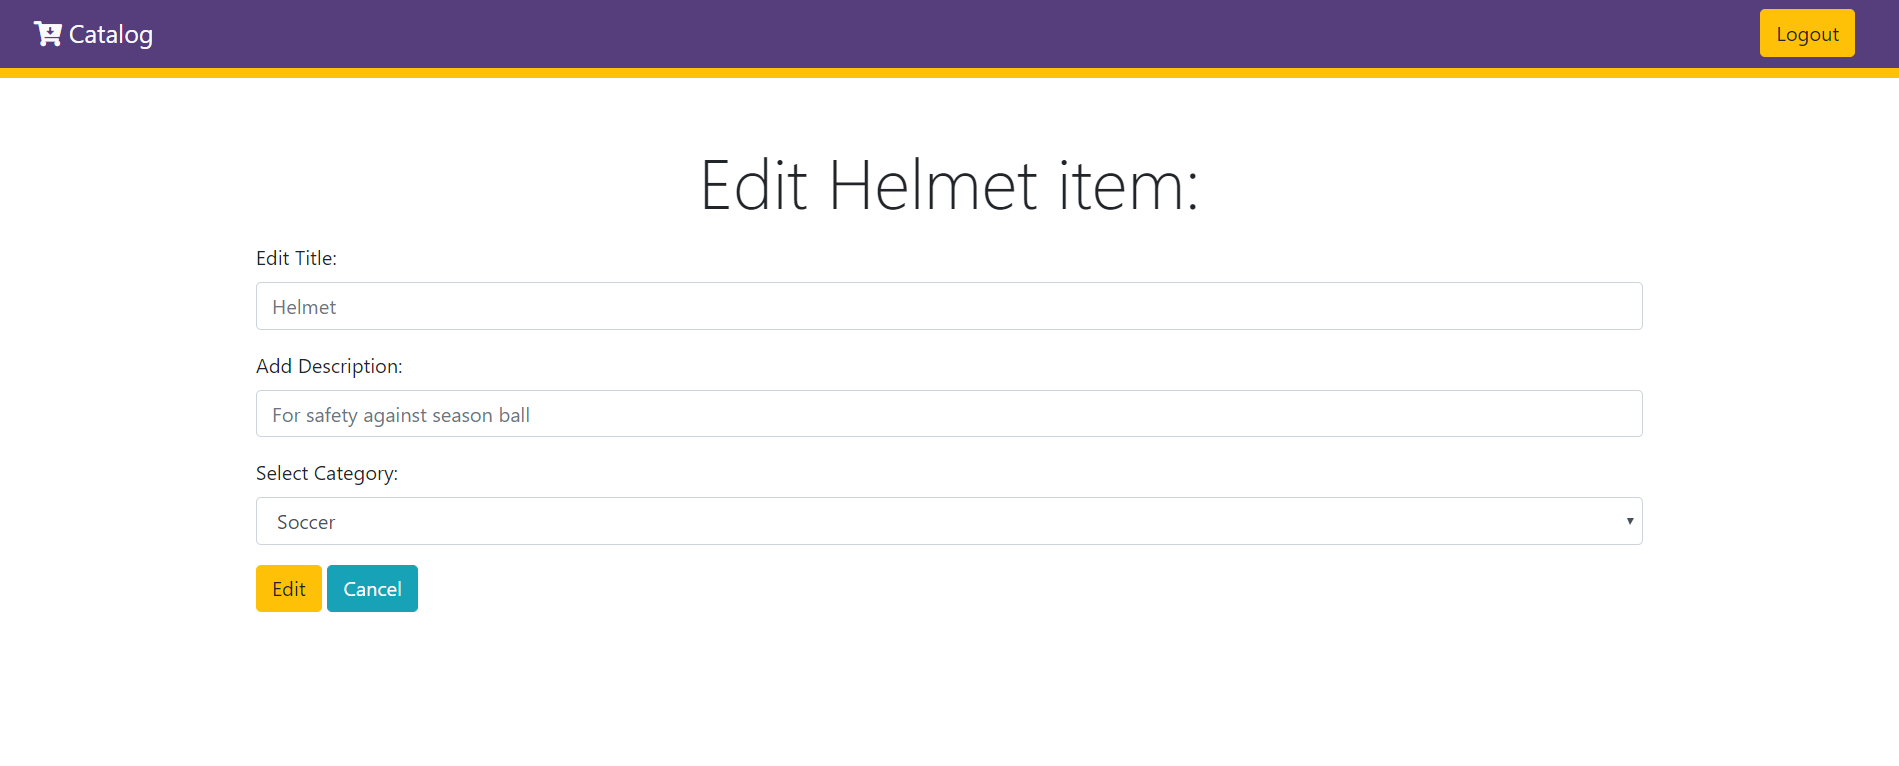 Catalog
Logout
Edit Helmet item:
Edit Title:
Helmet
Add Description:
For safety against season ball
Select Category:
Soccer
Edit Cancel